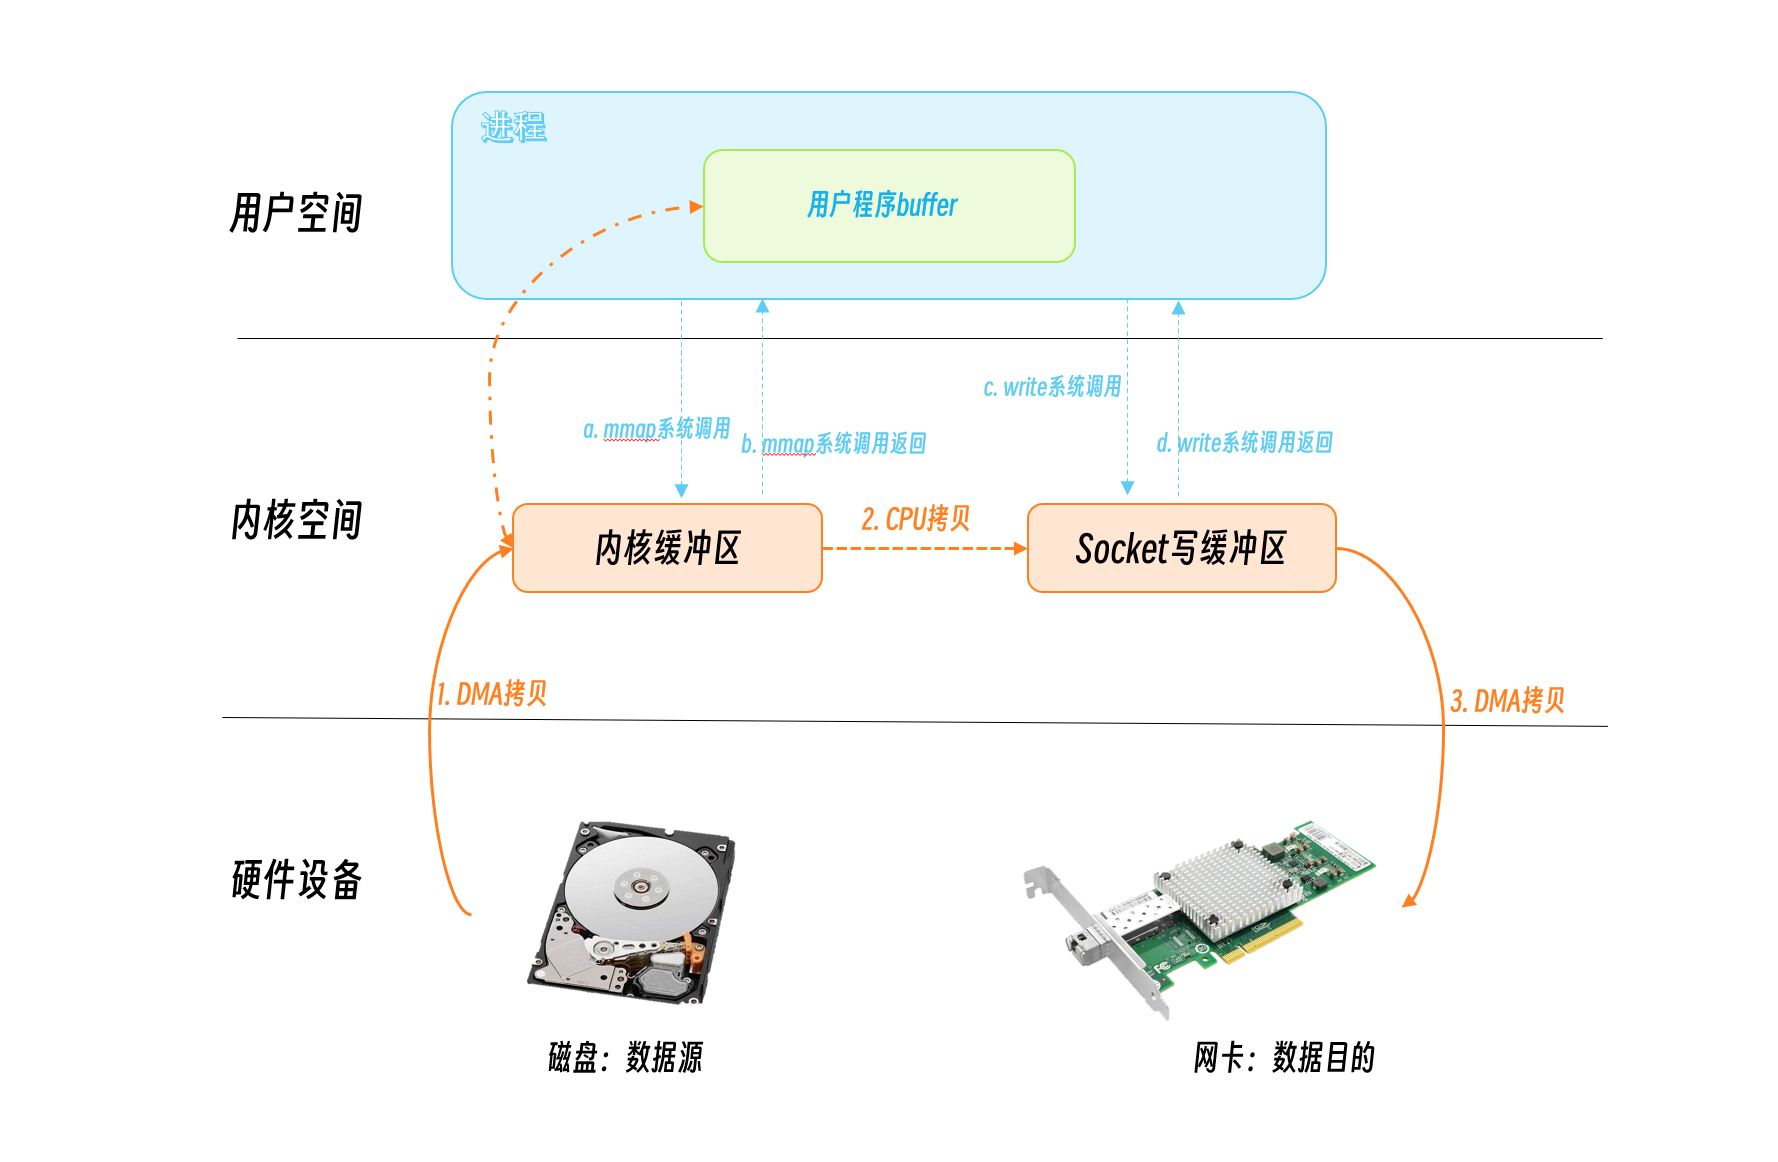 进程
用户程序buffer
用户空间
c. write系统调用
a. mmap系统调用
b. mmap系统调用返回
d. write系统调用返回
内核空间
2. CPU拷贝
内核缓冲区
Socket写缓冲区
1. DMA拷贝
3. DMA拷贝
硬件设备
磁盘：数据源
网卡：数据目的